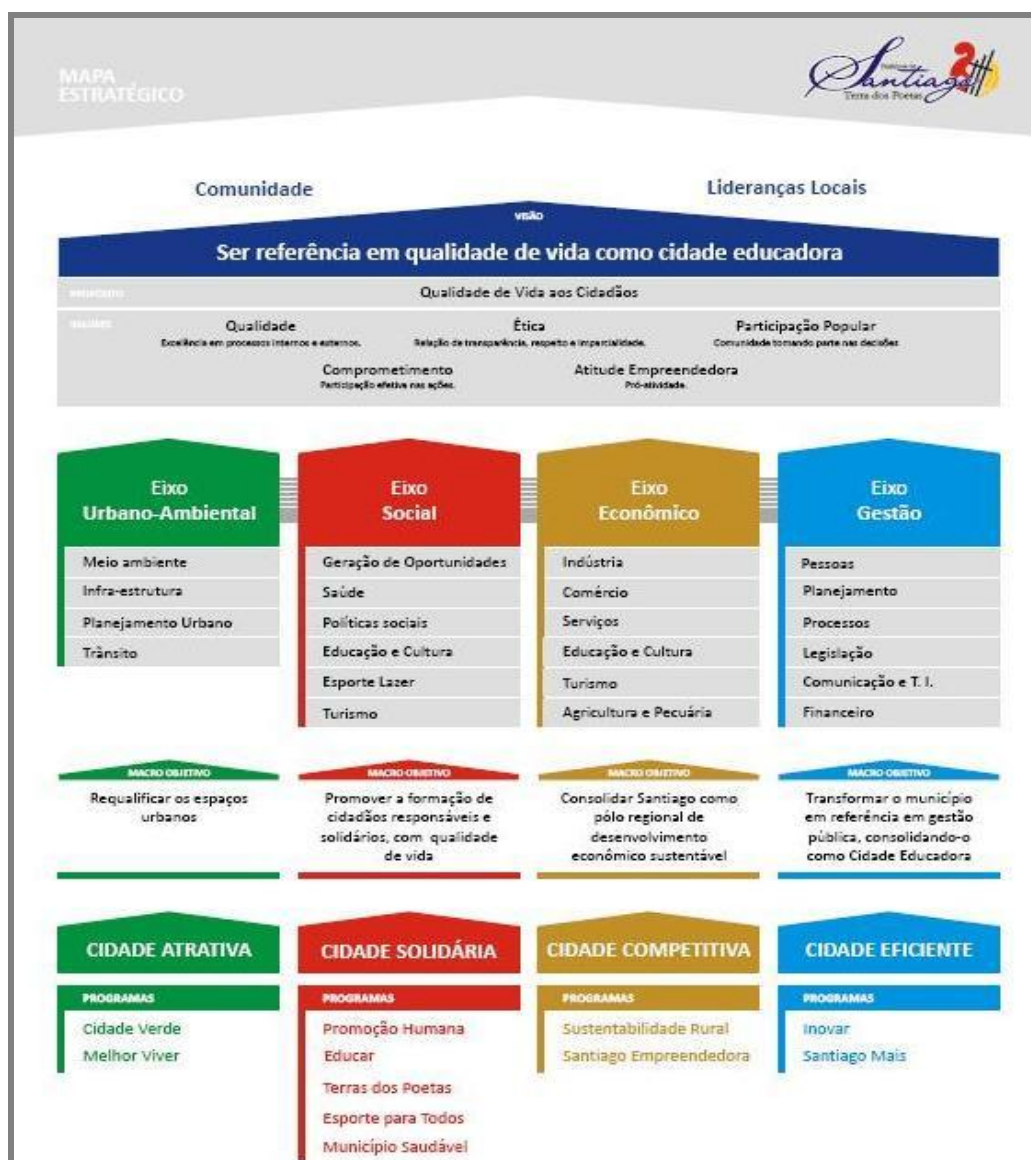 MAPA
ESTRATÉGICO
Santiago
Terra dos Poetas
Comunidade
Lideranças Locais
VISÃO
Ser referência em qualidade de vida como cidade educadora
Qualidade de Vida aos Cidadãos
VALORES
Qualidade
Ética
Participação Popular
Excelência em processos internos e externos.
Relação de transparência, respeito e imparcialidade.
Comunidade tomando parte nas decisões
Comprometimento
Atitude Empreendedora
Participação efetiva nas ações.
Pró-atividade.
Eixo
Urbano-Ambiental
Meio ambiente
Infra-estrutura
Planejamento Urbano
Trânsito
Eixo
Social
Geração de Oportunidades
Saúde
Políticas sociais
Educação e Cultura
Esporte Lazer
Turismo
Eixo
Econômico
Indústria
Comércio
Serviços
Educação e Cultura
Turismo
Agricultura e Pecuária
Eixo
Gestão
Pessoas
Planejamento
Processos
Legislação
Comunicação e T. I.
Financeiro
MACRO OBJETIVO
Requalificar os espaços
urbanos
MACRO OBJETIVO
Promover a formação de
cidadãos responsáveis e
solidários, com qualidade
de vida
MACRO OBJETIVO
Consolidar Santiago como
pólo regional de
desenvolvimento
econômico sustentável
MACRO OBJETIVO
Transformar o município
em referência em gestão
pública, consolidando-o
como Cidade Educadora
CIDADE ATRATIVA
PROGRAMAS
Cidade Verde
Melhor Viver
CIDADE SOLIDÁRIA
PROGRAMAS
Promoção Humana
Educar
Terras dos Poetas
Esporte para Todos
Município Saudável
CIDADE COMPETITIVA
PROGRAMAS
Sustentabilidade Rural
Santiago Empreendedora
CIDADE EFICIENTE
PROGRAMAS
Inovar
Santiago Mais